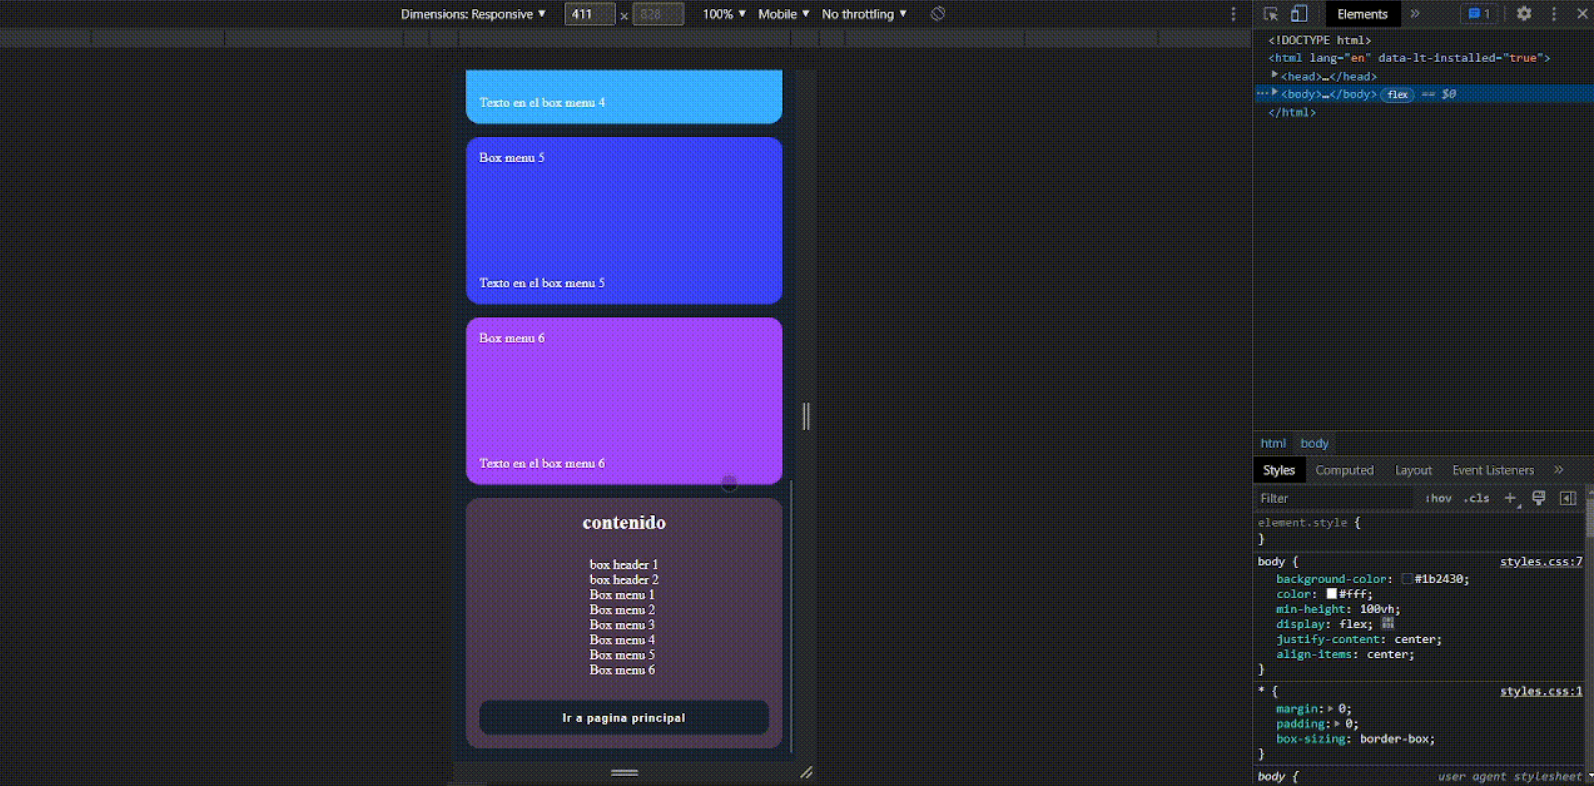 Dimensions: Responsive ▼ 411 × 828 100% ▼ Mobile ▼ No throttling ▼
Elements » 1
<!DOCTYPE html>
<html lang="en" data-lt-installed="true">
<head>…</head>
<body>…</body> flex == $0
</html>
Texto en el box menu 4
Box menu 5
Texto en el box menu 5
Box menu 6
Texto en el box menu 6
contenido
box header 1
box header 2
Box menu 1
Box menu 2
Box menu 3
Box menu 4
Box menu 5
Box menu 6
Ir a pagina principal
html body
Styles Computed Layout Event Listeners »
Filter :hov .cls +
element.style {
}
body { styles.css:7
background-color: #1b2430;
color: #fff;
min-height: 100vh;
display: flex;
justify-content: center;
align-items: center;
}
* { styles.css:1
margin: 0;
padding: 0;
box-sizing: border-box;
}
body { user agent stylesheet